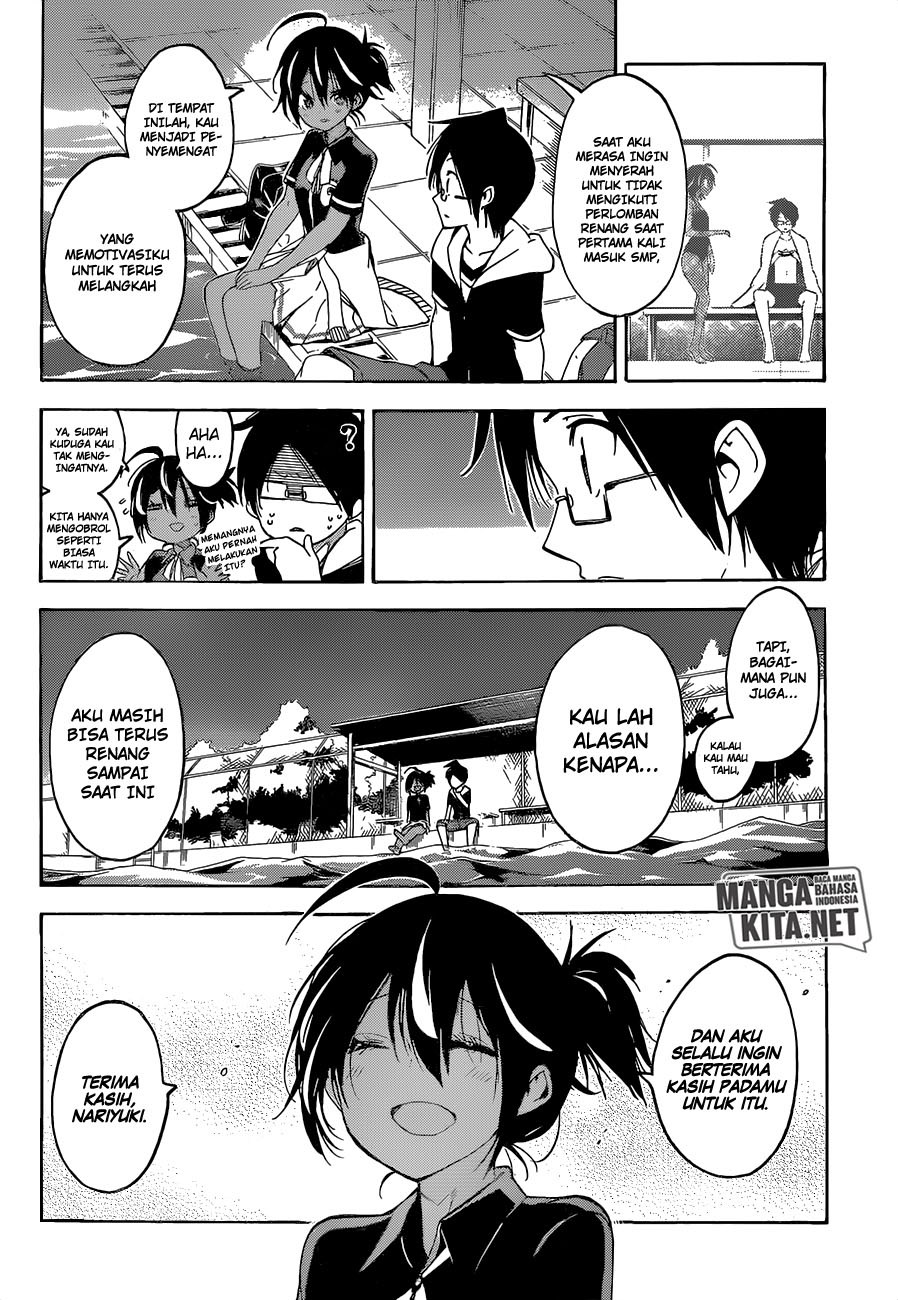 SAAT AKU
MERASA INGIN
MENYERAH
UNTUK TIDAK
MENGIKUTI
PERLOMBAN
RENANG SAAT
PERTAMA KALI
MASUK SMP,
DI TEMPAT
INILAH, KAU
MENJADI PE-
NYEMENGAT
YANG
MEMOTIVASIKU
UNTUK TERUS
MELANGKAH
?
MEMANGNYA
AKU PERNAH
MELAKUKAN
ITU?
AHA
HA...
YA, SUDAH
KUDUGA KAU
TAK MENG-
INGATNYA.
KITA HANYA
MENGOBROL
SEPERTI
BIASA
WAKTU ITU.
TAPI,
BAGAI-
MANA PUN
JUGA...
KALAU
KAU MAU
TAHU,
KAU LAH
ALASAN
KENAPA...
AKU MASIH
BISA TERUS
RENANG
SAMPAI
SAAT INI
MANGA
BACA MANGA
BAHASA
INDONESIA
KITA.NET
DAN AKU
SELALU INGIN
BERTERIMA
KASIH PADAMU
UNTUK ITU.
TERIMA
KASIH,
NARIYUKI.